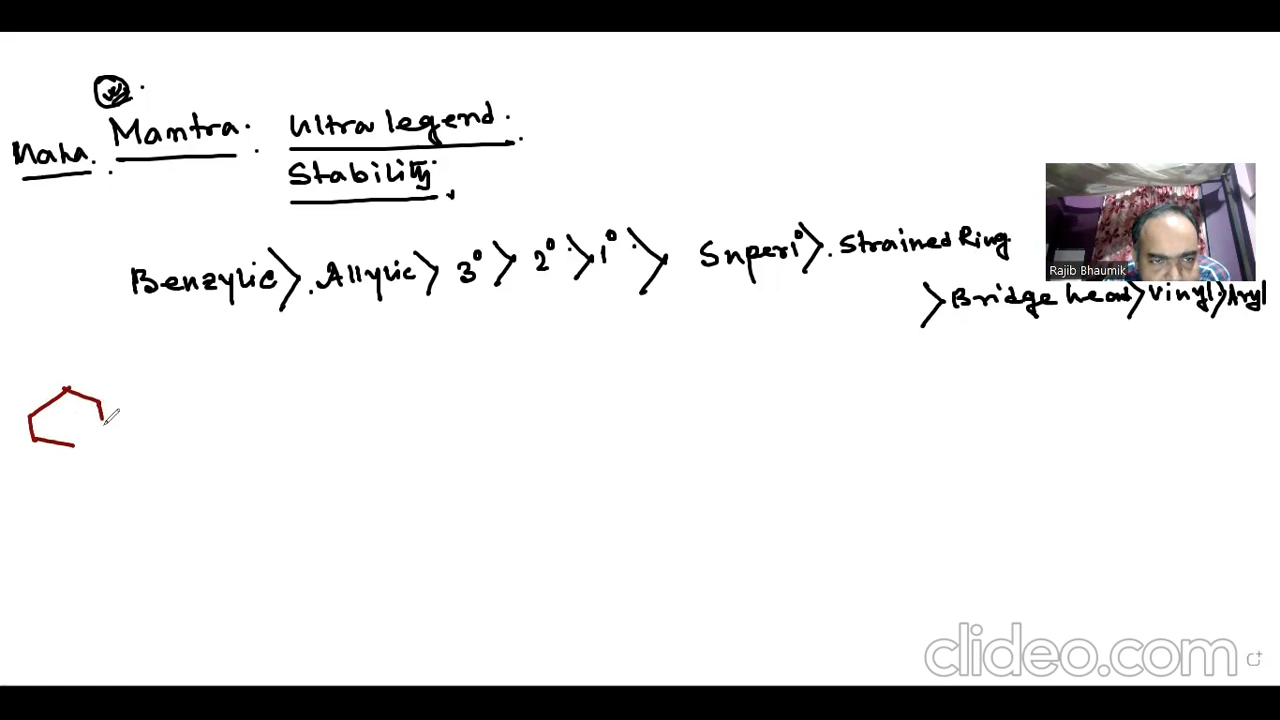 Maha. Mantra. Ultra legend.
Stability.
Benzylic > Allylic > 3° > 2° > 1° > Super1° > Strained Ring
> Bridge head > Vinyl > Aryl
Rajib Bhaumik
clideo.com